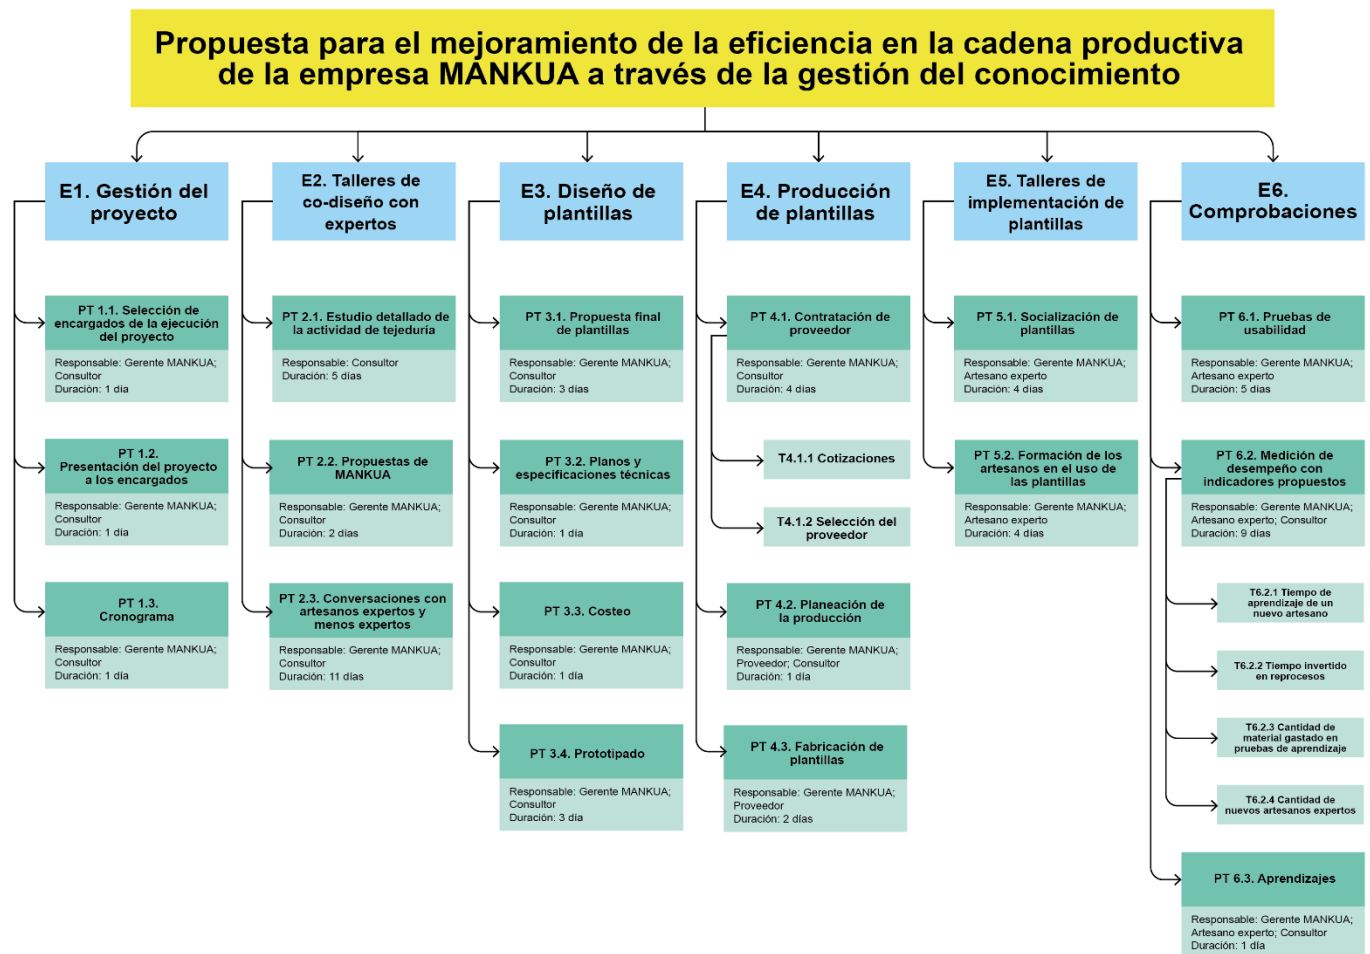 Propuesta para el mejoramiento de la eficiencia en la cadena productiva
de la empresa MANKUA a través de la gestión del conocimiento
E1. Gestión del
proyecto
PT 1.1. Selección de
encargados de la ejecución
del proyecto
Responsable: Gerente MANKUA;
Consultor
Duración: 1 día
PT 1.2.
Presentación del proyecto
a los encargados
Responsable: Gerente MANKUA;
Consultor
Duración: 1 día
PT 1.3.
Cronograma
Responsable: Gerente MANKUA;
Consultor
Duración: 1 día
E2. Talleres de
co-diseño con
expertos
PT 2.1. Estudio detallado de
la actividad de tejeduría
Responsable: Consultor
Duración: 5 días
PT 2.2. Propuestas de
MANKUA
Responsable: Gerente MANKUA;
Consultor
Duración: 2 días
PT 2.3. Conversaciones con
artesanos expertos y
menos expertos
Responsable: Gerente MANKUA;
Consultor
Duración: 11 días
E3. Diseño de
plantillas
PT 3.1. Propuesta final
de plantillas
Responsable: Gerente MANKUA;
Consultor
Duración: 3 días
PT 3.2. Planos y
especificaciones técnicas
Responsable: Gerente MANKUA;
Consultor
Duración: 1 día
PT 3.3. Costeo
Responsable: Gerente MANKUA;
Consultor
Duración: 1 día
PT 3.4. Prototipado
Responsable: Gerente MANKUA;
Consultor
Duración: 3 día
E4. Producción
de plantillas
PT 4.1. Contratación de
proveedor
Responsable: Gerente MANKUA;
Consultor
Duración: 4 días
T4.1.1 Cotizaciones
T4.1.2 Selección del
proveedor
PT 4.2. Planeación de
la producción
Responsable: Gerente MANKUA;
Proveedor; Consultor
Duración: 1 día
PT 4.3. Fabricación de
plantillas
Responsable: Gerente MANKUA;
Proveedor
Duración: 2 días
E5. Talleres de
implementación de
plantillas
PT 5.1. Socialización de
plantillas
Responsable: Gerente MANKUA;
Artesano experto
Duración: 4 días
PT 5.2. Formación de los
artesanos en el uso de
las plantillas
Responsable: Gerente MANKUA;
Artesano experto
Duración: 4 días
E6.
Comprobaciones
PT 6.1. Pruebas de
usabilidad
Responsable: Gerente MANKUA;
Artesano experto
Duración: 5 días
PT 6.2. Medición de
desempeño con
indicadores propuestos
Responsable: Gerente MANKUA;
Artesano experto; Consultor
Duración: 9 días
T6.2.1 Tiempo de
aprendizaje de un
nuevo artesano
T6.2.2 Tiempo invertido
en reprocesos
T6.2.3 Cantidad de
material gastado en
pruebas de aprendizaje
T6.2.4 Cantidad de
nuevos artesanos expertos
PT 6.3. Aprendizajes
Responsable: Gerente MANKUA;
Artesano experto; Consultor
Duración: 1 día